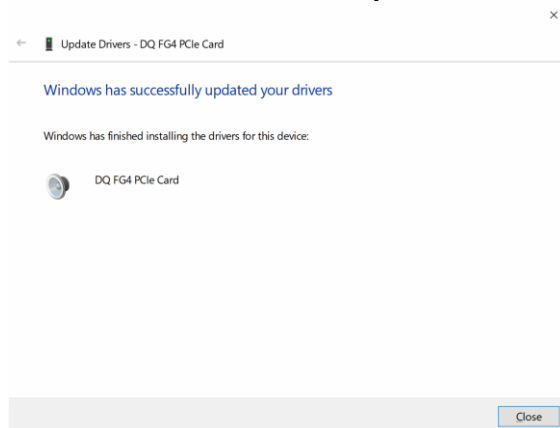 Update Drivers - DQ FG4 PCIe Card
Windows has successfully updated your drivers
Windows has finished installing the drivers for this device:
DQ FG4 PCIe Card
Close